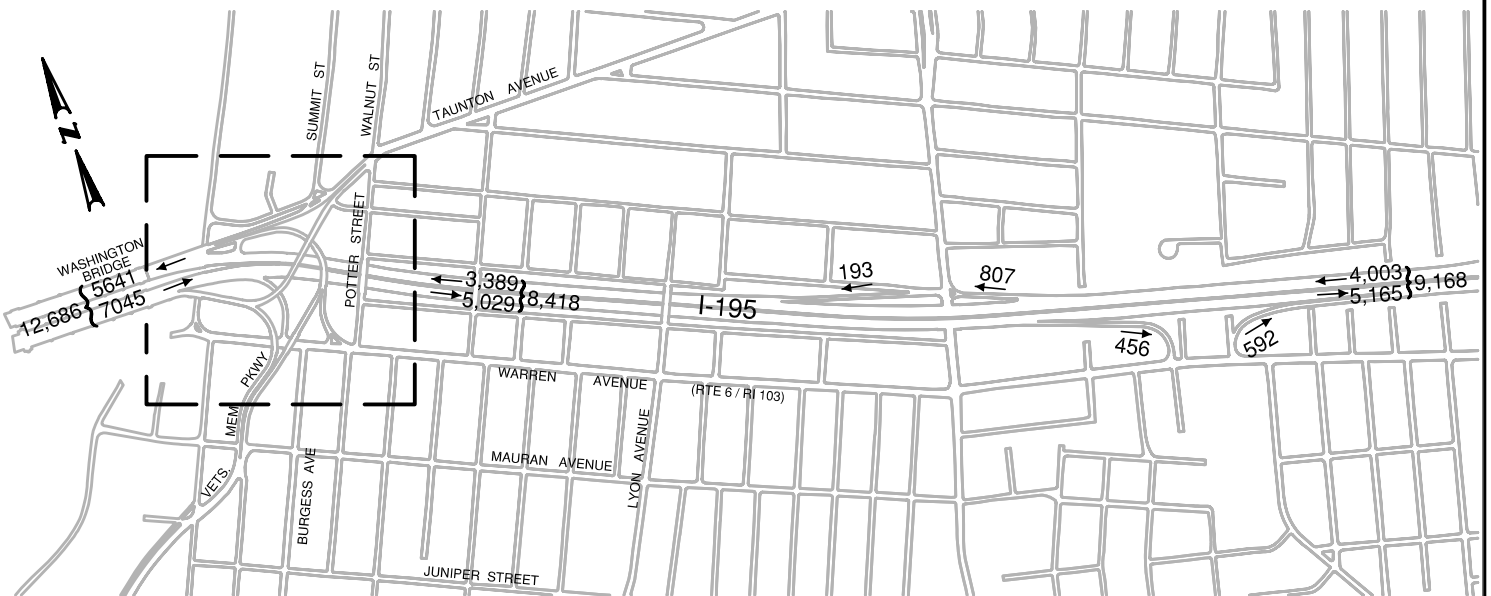 N
SUMMIT ST
WALNUT ST
TAUNTON AVENUE
POTTER STREET
WASHINGTON
BRIDGE
5641
12,686
7045
3,389
5,029
8,418
I-195
193
807
4,003
5,165
9,168
456
592
WARREN AVENUE (RTE 6 / RI 103)
VETS. MEM PKWY
BURGESS AVE
MAURAN AVENUE
LYON AVENUE
JUNIPER STREET